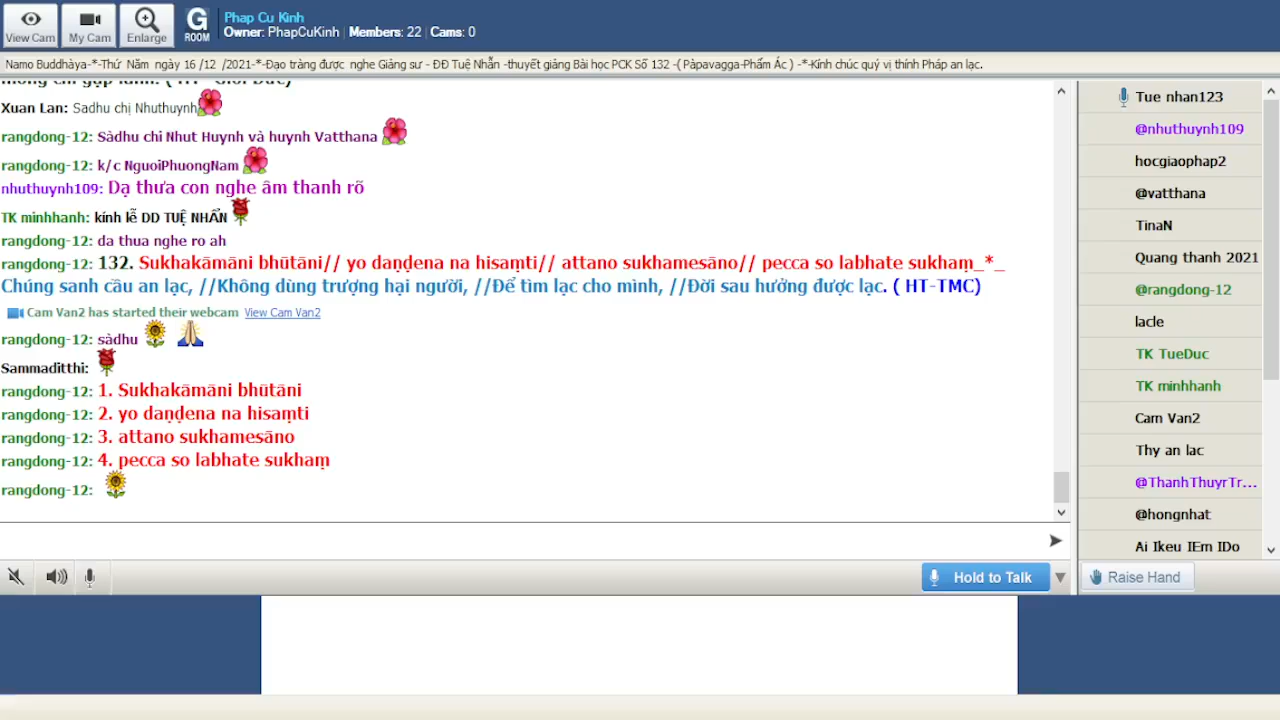 View Cam
My Cam
Enlarge
G
ROOM
Phap Cu Kinh
Owner: PhapCuKinh | Members: 22 | Cams: 0
Namo Buddhàya-*-Thứ Năm ngày 16 /12 /2021-*-Đạo tràng được nghe Giảng sư - ĐĐ Tuệ Nhẫn -thuyết giảng Bài học PCK Số 132 -( Pàpavagga-Phẩm Ác ) -*-Kính chúc quý vị thính Pháp an lạc.
Xuan Lan: Sadhu chị Nhuthuynh
rangdong-12: Sàdhu chi Nhut Huynh và huynh Vatthana
rangdong-12: k/c NguoiPhuongNam
nhuthuynh109: Dạ thưa con nghe âm thanh rõ
TK minhhanh: kính lễ DD TUỆ NHẨN
rangdong-12: da thua nghe ro ah
rangdong-12: 132. Sukhakāmāni bhūtāni// yo daṇḍena na hisaṃti// attano sukhamesāno// pecca so labhate sukhaṃ_*_
Chúng sanh cầu an lạc, //Không dùng trượng hại người, //Để tìm lạc cho mình, //Đời sau hưởng được lạc. ( HT-TMC)
Cam Van2 has started their webcam View Cam Van2
rangdong-12: sàdhu
Sammaditthi:
rangdong-12: 1. Sukhakāmāni bhūtāni
rangdong-12: 2. yo daṇḍena na hisaṃti
rangdong-12: 3. attano sukhamesāno
rangdong-12: 4. pecca so labhate sukhaṃ
rangdong-12:
Hold to Talk
Tue nhan123
@nhuthuynh109
hocgiaophap2
@vatthana
TinaN
Quang thanh 2021
@rangdong-12
lacle
TK TueDuc
TK minhhanh
Cam Van2
Thy an lac
@ThanhThuyrTr...
@hongnhat
Ai Ikeu IEm IDo
Raise Hand